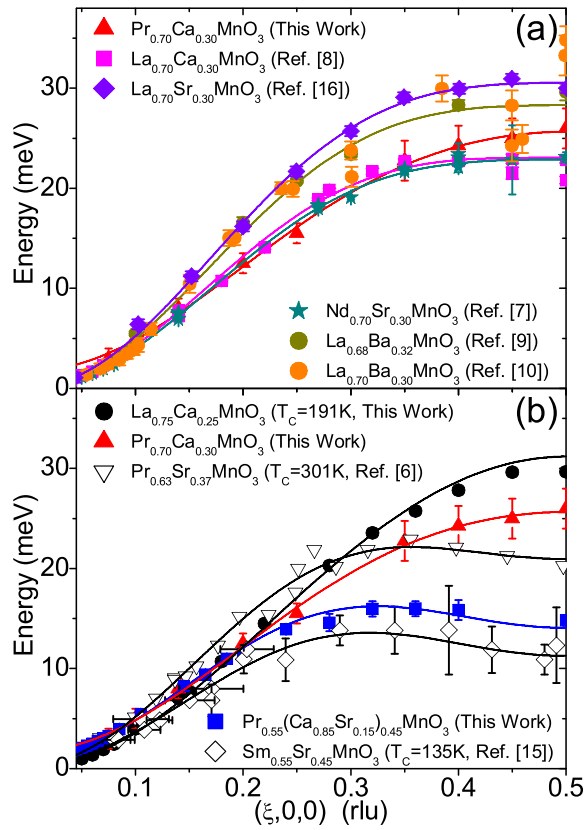 (a)
Pr0.70Ca0.30MnO3 (This Work)
La0.70Ca0.30MnO3 (Ref. [8])
La0.70Sr0.30MnO3 (Ref. [16])
30
20
10
0
Energy (meV)
Nd0.70Sr0.30MnO3 (Ref. [7])
La0.68Ba0.32MnO3 (Ref. [9])
La0.70Ba0.30MnO3 (Ref. [10])
(b)
La0.75Ca0.25MnO3 (TC=191K, This Work)
Pr0.70Ca0.30MnO3 (This Work)
Pr0.63Sr0.37MnO3 (TC=301K, Ref. [6])
30
20
10
0
Energy (meV)
Pr0.55(Ca0.85Sr0.15)0.45MnO3 (This Work)
Sm0.55Sr0.45MnO3 (TC=135K, Ref. [15])
0.1 0.2 0.3 0.4 0.5
(ξ,0,0) (rlu)